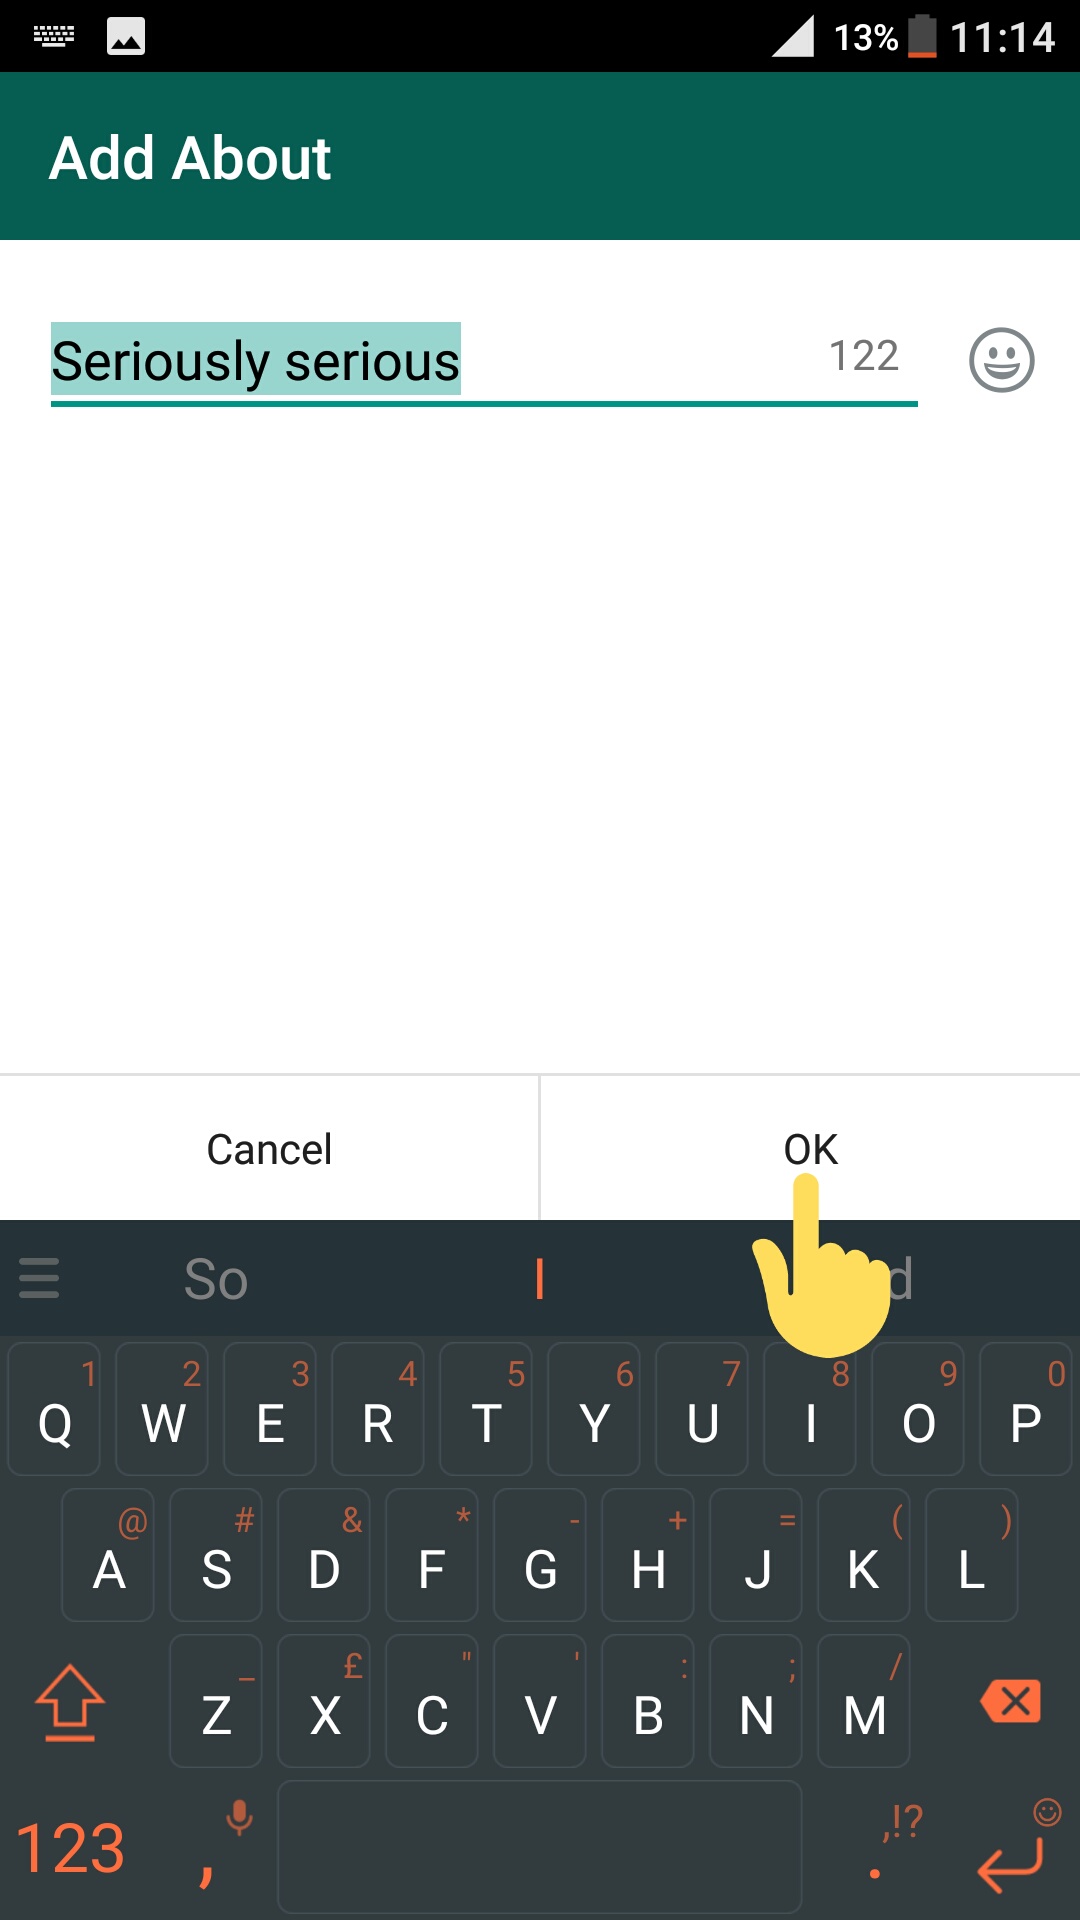 13% 11:14
Add About
Seriously serious 122
Cancel OK
So I
1 2 3 4 5 6 7 8 9 0
Q W E R T Y U I O P
@ # & * - + = ( )
A S D F G H J K L
_ £ " ' : ; /
Z X C V B N M
,!?
123 , .